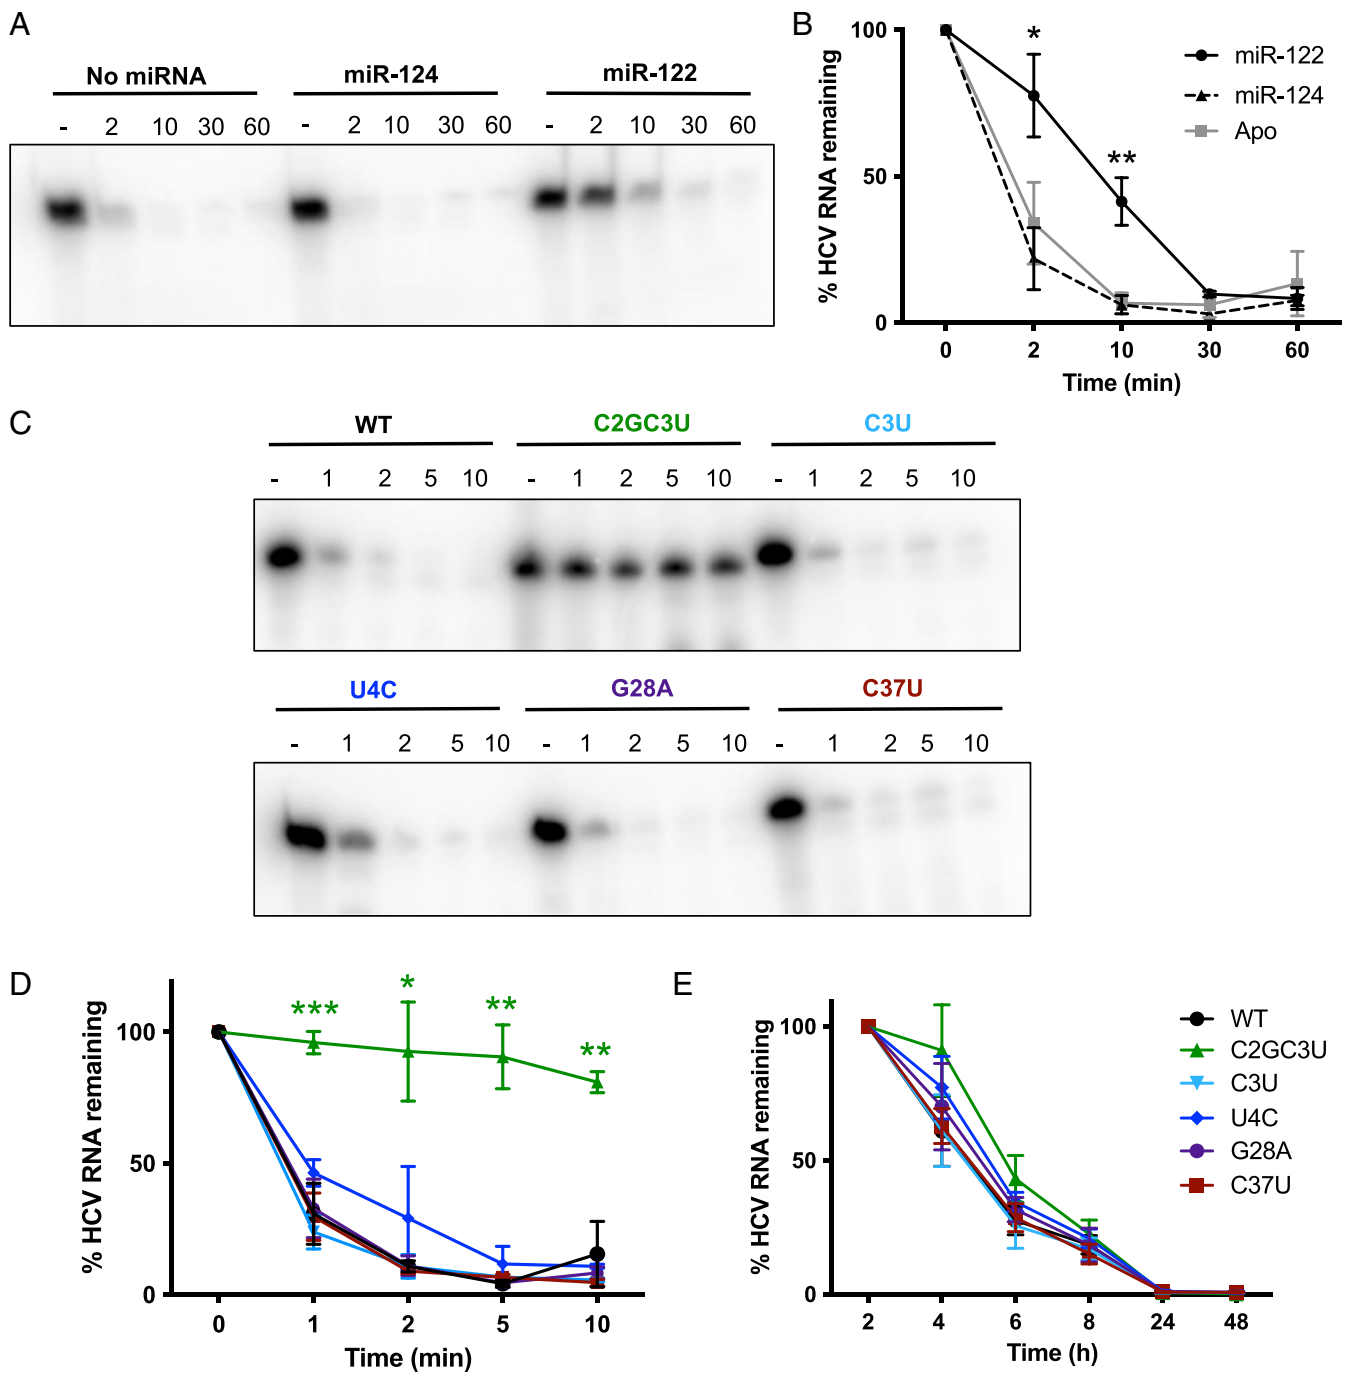 A
No miRNA miR-124 miR-122
- 2 10 30 60 - 2 10 30 60 - 2 10 30 60
B
% HCV RNA remaining
100
50
0
* **
miR-122
miR-124
Apo
0 2 10 30 60
Time (min)
C
WT C2GC3U C3U
- 1 2 5 10 - 1 2 5 10 - 1 2 5 10
U4C G28A C37U
- 1 2 5 10 - 1 2 5 10 - 1 2 5 10
D
% HCV RNA remaining
100
50
0
*** * ** **
0 1 2 5 10
Time (min)
E
% HCV RNA remaining
100
50
0
WT
C2GC3U
C3U
U4C
G28A
C37U
2 4 6 8 24 48
Time (h)